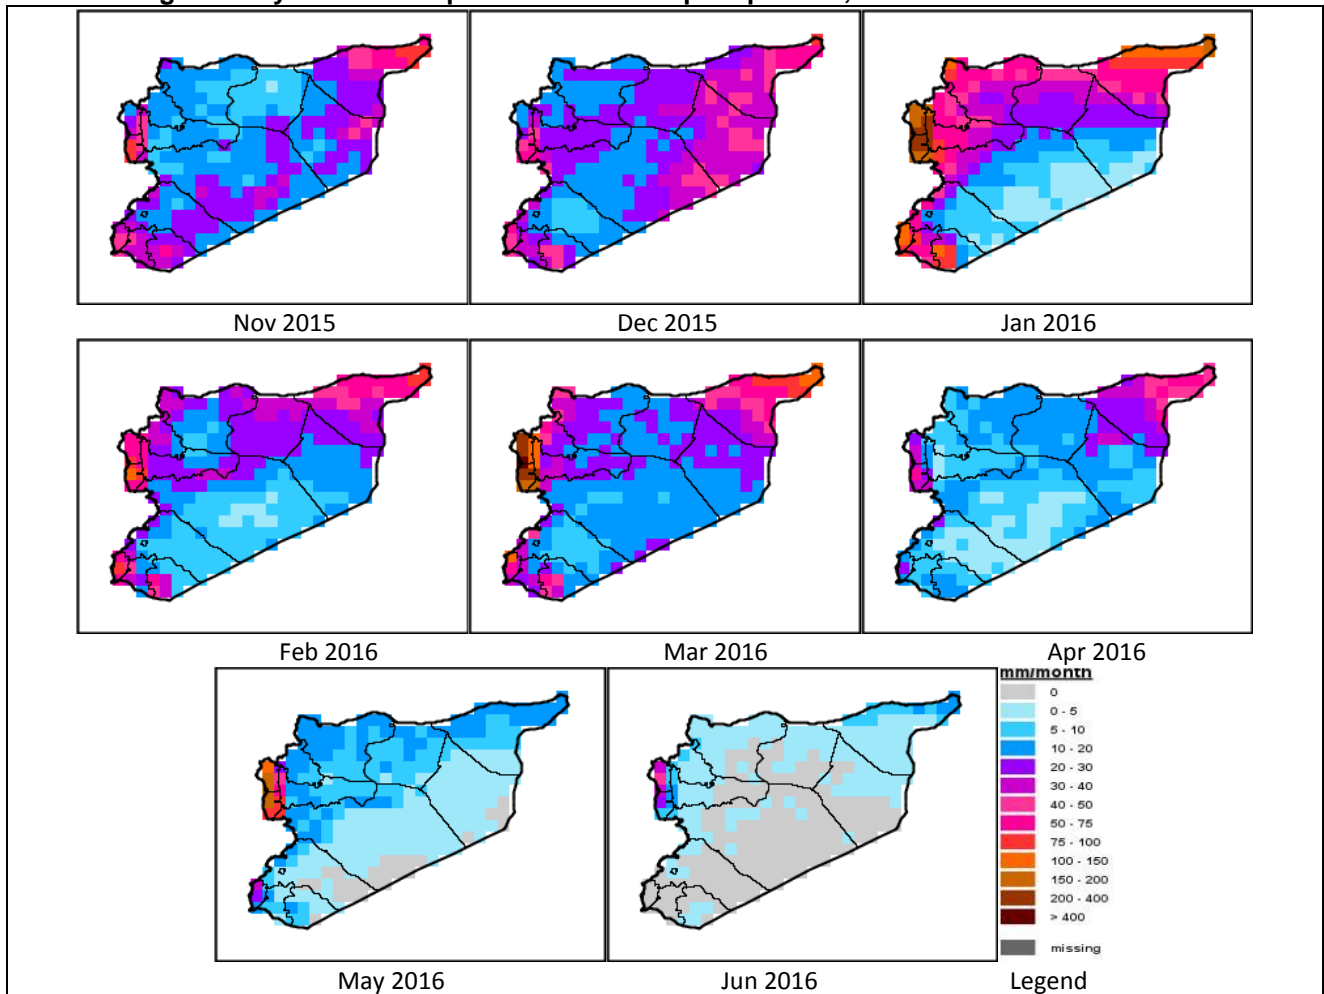 Nov 2015
Dec 2015
Jan 2016
Feb 2016
Mar 2016
Apr 2016
mm/month
0
0 - 5
5 - 10
10 - 20
20 - 30
30 - 40
40 - 50
50 - 75
75 - 100
100 - 150
150 - 200
200 - 400
> 400
missing
May 2016
Jun 2016
Legend